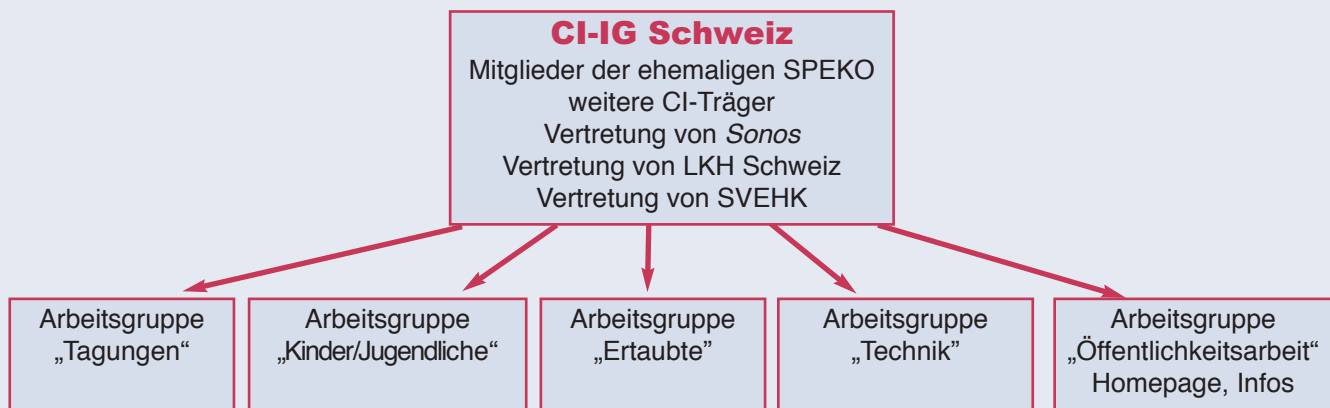 CI-IG Schweiz
Mitglieder der ehemaligen SPEKO
weitere CI-Träger
Vertretung von Sonos
Vertretung von LKH Schweiz
Vertretung von SVEHK
Arbeitsgruppe
„Tagungen“
Arbeitsgruppe
„Kinder/Jugendliche“
Arbeitsgruppe
„Ertaubte”
Arbeitsgruppe
„Technik”
Arbeitsgruppe
„Öffentlichkeitsarbeit“
Homepage, Infos